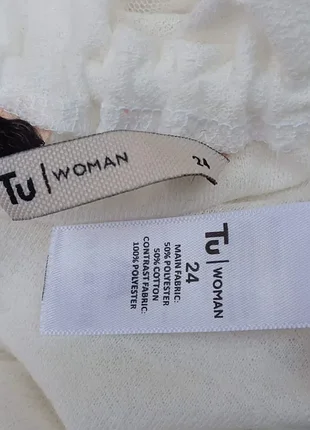 Tu | WOMAN 24
Tu | WOMAN
24
MAIN FABRIC:
50% POLYESTER
50% COTTON
CONTRAST FABRIC:
100% POLYESTER